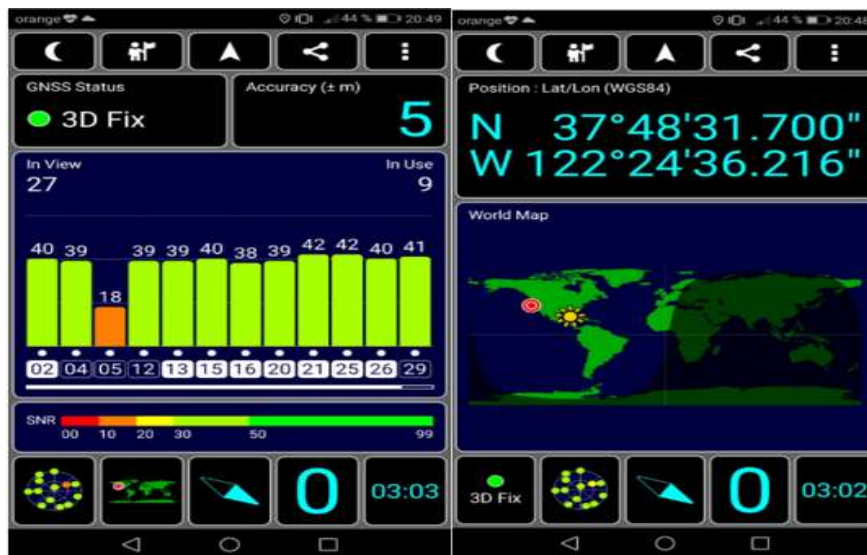 orange 44 % 20:49
GNSS Status
3D Fix
Accuracy (± m)
5
In View
27
In Use
9
40 39 18 39 39 40 38 39 42 42 40 41
02 04 05 12 13 15 16 20 21 25 26 29
SNR
00 10 20 30 50 99
0
03:03
orange 44 % 20:48
Position : Lat/Lon (WGS84)
N 37°48'31.700"
W 122°24'36.216"
World Map
3D Fix
0
03:02